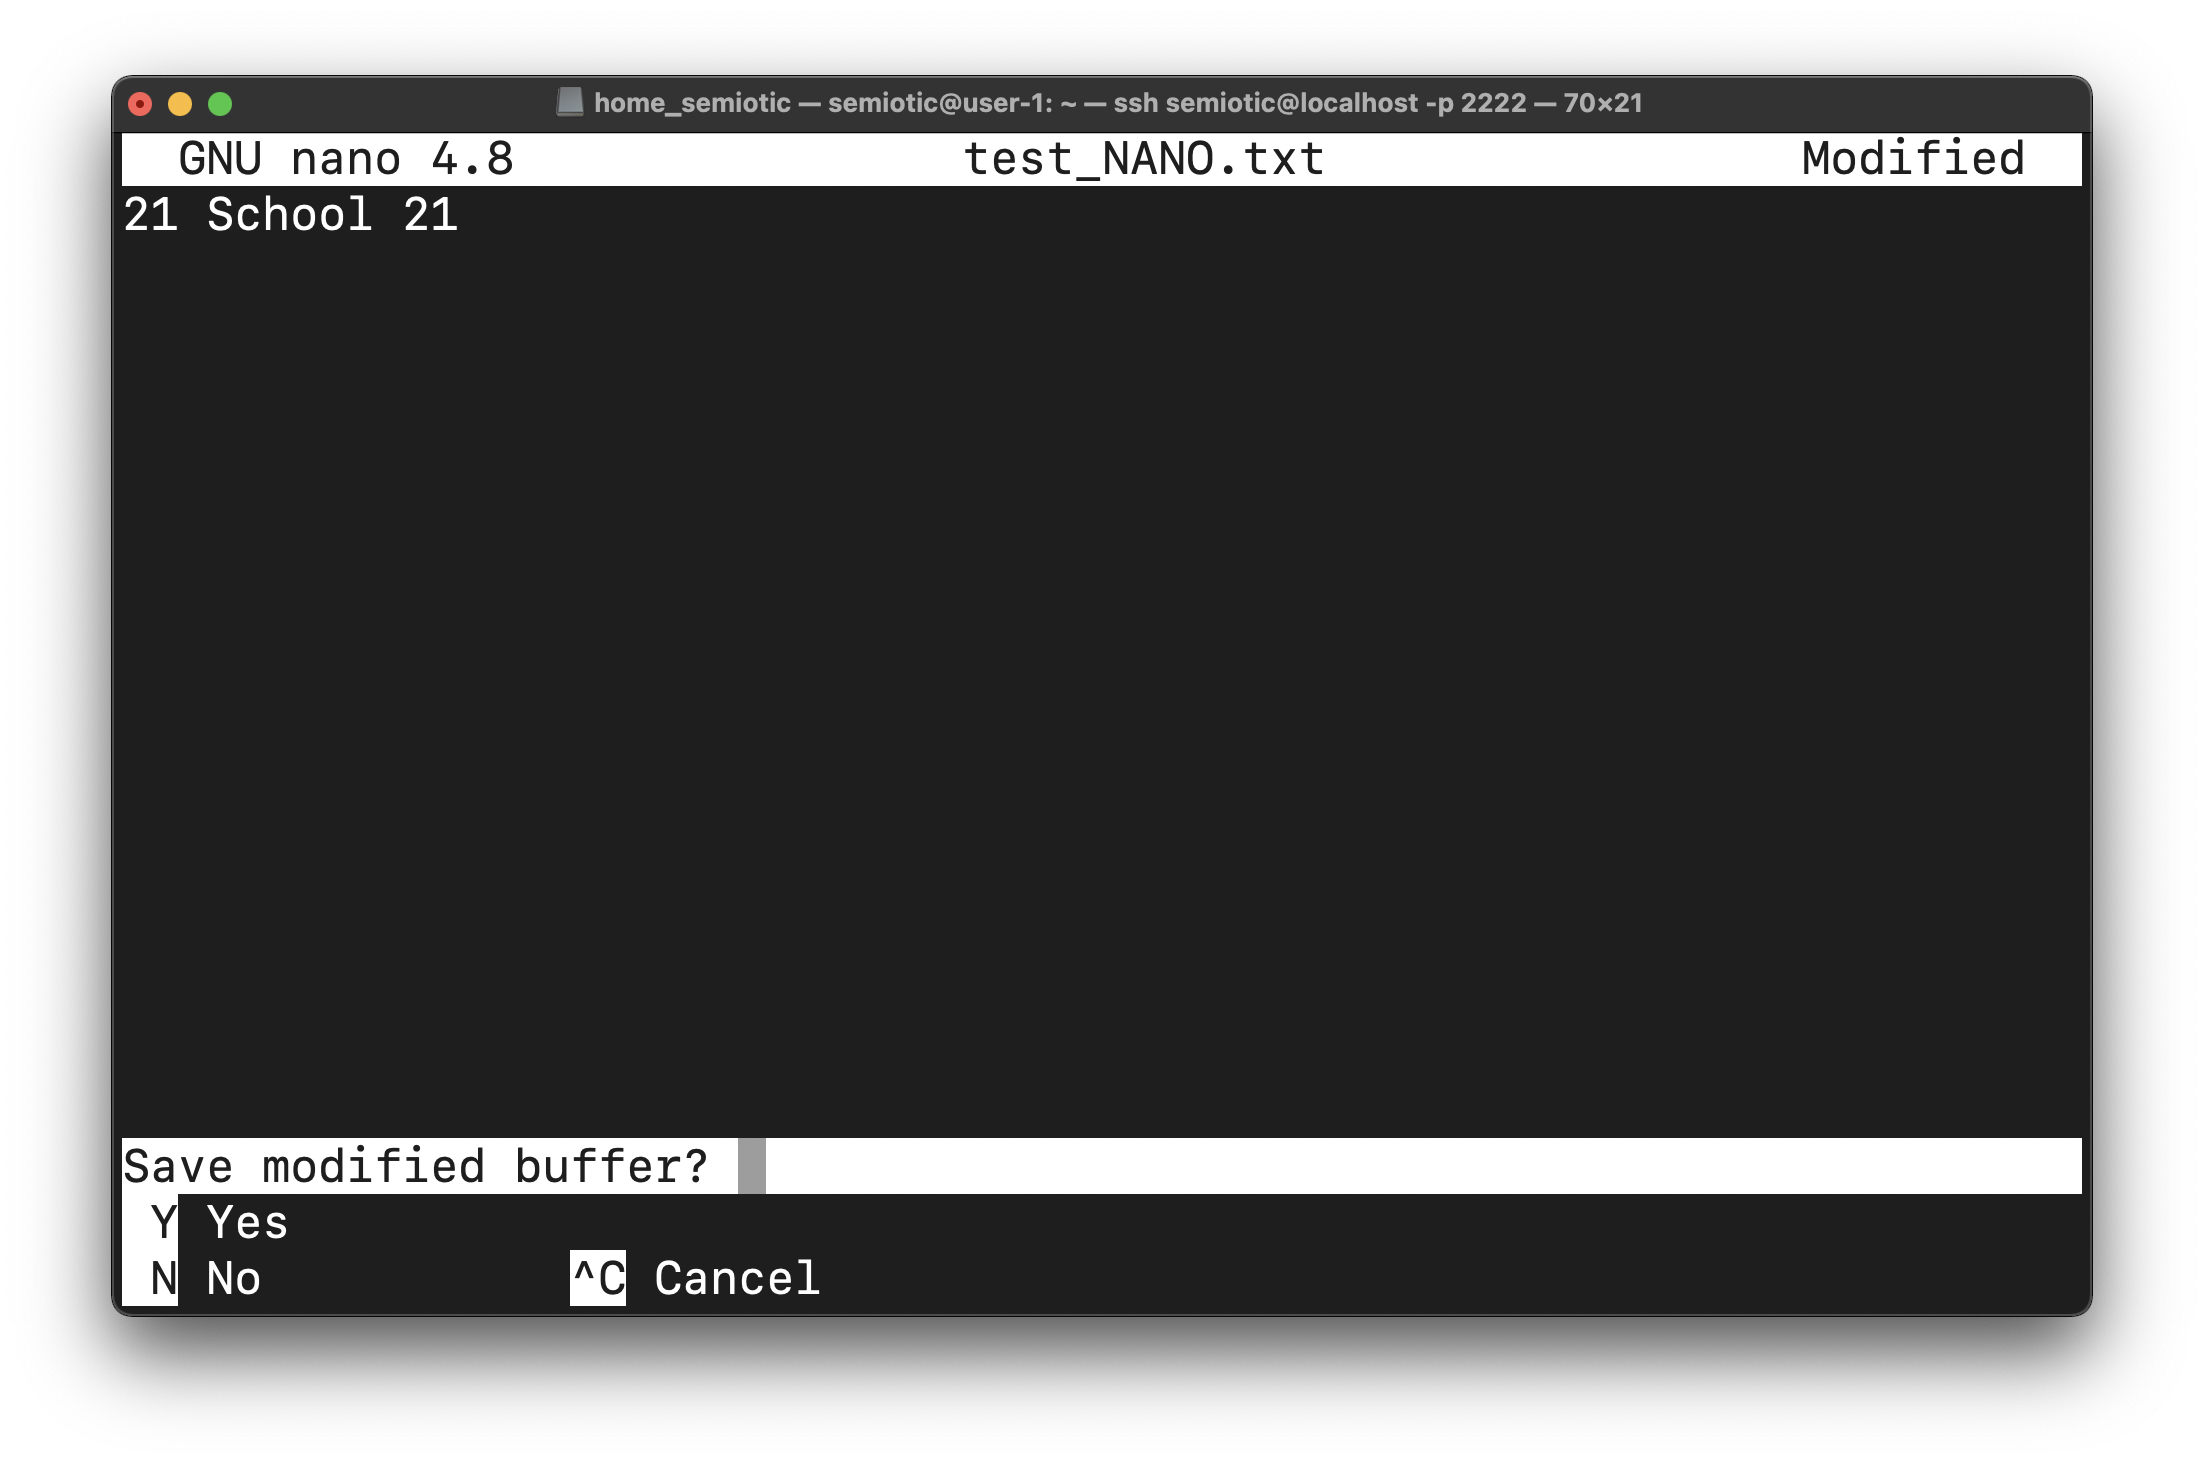 home_semiotic — semiotic@user-1: ~ — ssh semiotic@localhost -p 2222 — 70×21
GNU nano 4.8 test_NANO.txt Modified
21 School 21
Save modified buffer?
Y Yes
N No ^C Cancel